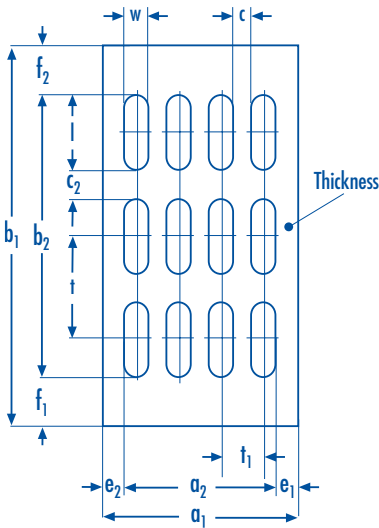 w c
f₂
l
Thickness
c₂
b₁ b₂
t
f₁
t₁
e₂ a₂ e₁
a₁